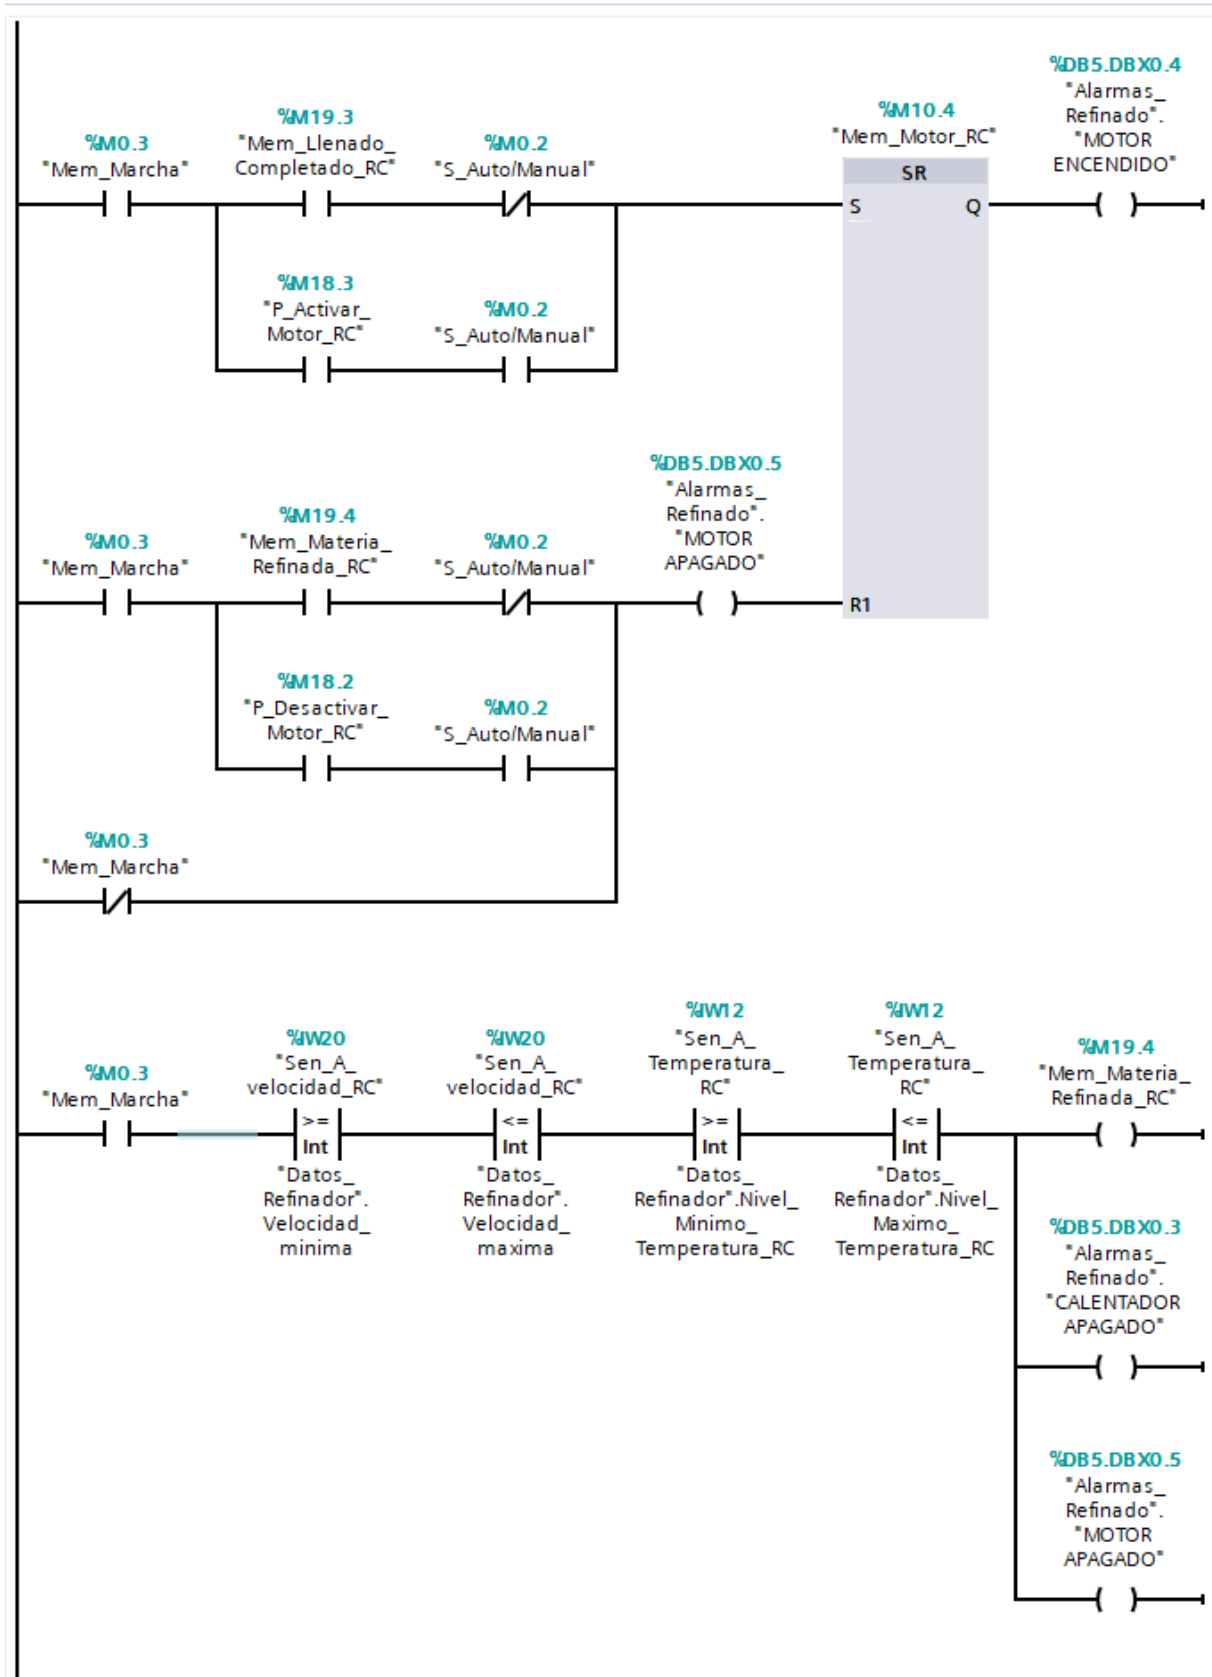 %DB5.DBX0.4
"Alarmas_
Refinado".
"MOTOR
ENCENDIDO"
%M10.4
"Mem_Motor_RC"
%M19.3
"Mem_Llenado_
Completado_RC"
%M0.3
"Mem_Marcha"
%M0.2
"S_Auto/Manual"
SR
S
Q
%M18.3
"P_Activar_
Motor_RC"
%M0.2
"S_Auto/Manual"
%DB5.DBX0.5
"Alarmas_
Refinado".
"MOTOR
APAGADO"
%M19.4
"Mem_Materia_
Refinada_RC"
%M0.3
"Mem_Marcha"
%M0.2
"S_Auto/Manual"
R1
%M18.2
"P_Desactivar_
Motor_RC"
%M0.2
"S_Auto/Manual"
%M0.3
"Mem_Marcha"
%M0.3
"Mem_Marcha"
%IW20
"Sen_A_
velocidad_RC"
>=
Int
"Datos_
Refinador".
Velocidad_
minima
%IW20
"Sen_A_
velocidad_RC"
<=
Int
"Datos_
Refinador".
Velocidad_
maxima
%IW12
"Sen_A_
Temperatura_
RC"
>=
Int
"Datos_
Refinador".Nivel_
Minimo_
Temperatura_RC
%IW12
"Sen_A_
Temperatura_
RC"
<=
Int
"Datos_
Refinador".Nivel_
Maximo_
Temperatura_RC
%M19.4
"Mem_Materia_
Refinada_RC"
%DB5.DBX0.3
"Alarmas_
Refinado".
"CALENTADOR
APAGADO"
%DB5.DBX0.5
"Alarmas_
Refinado".
"MOTOR
APAGADO"